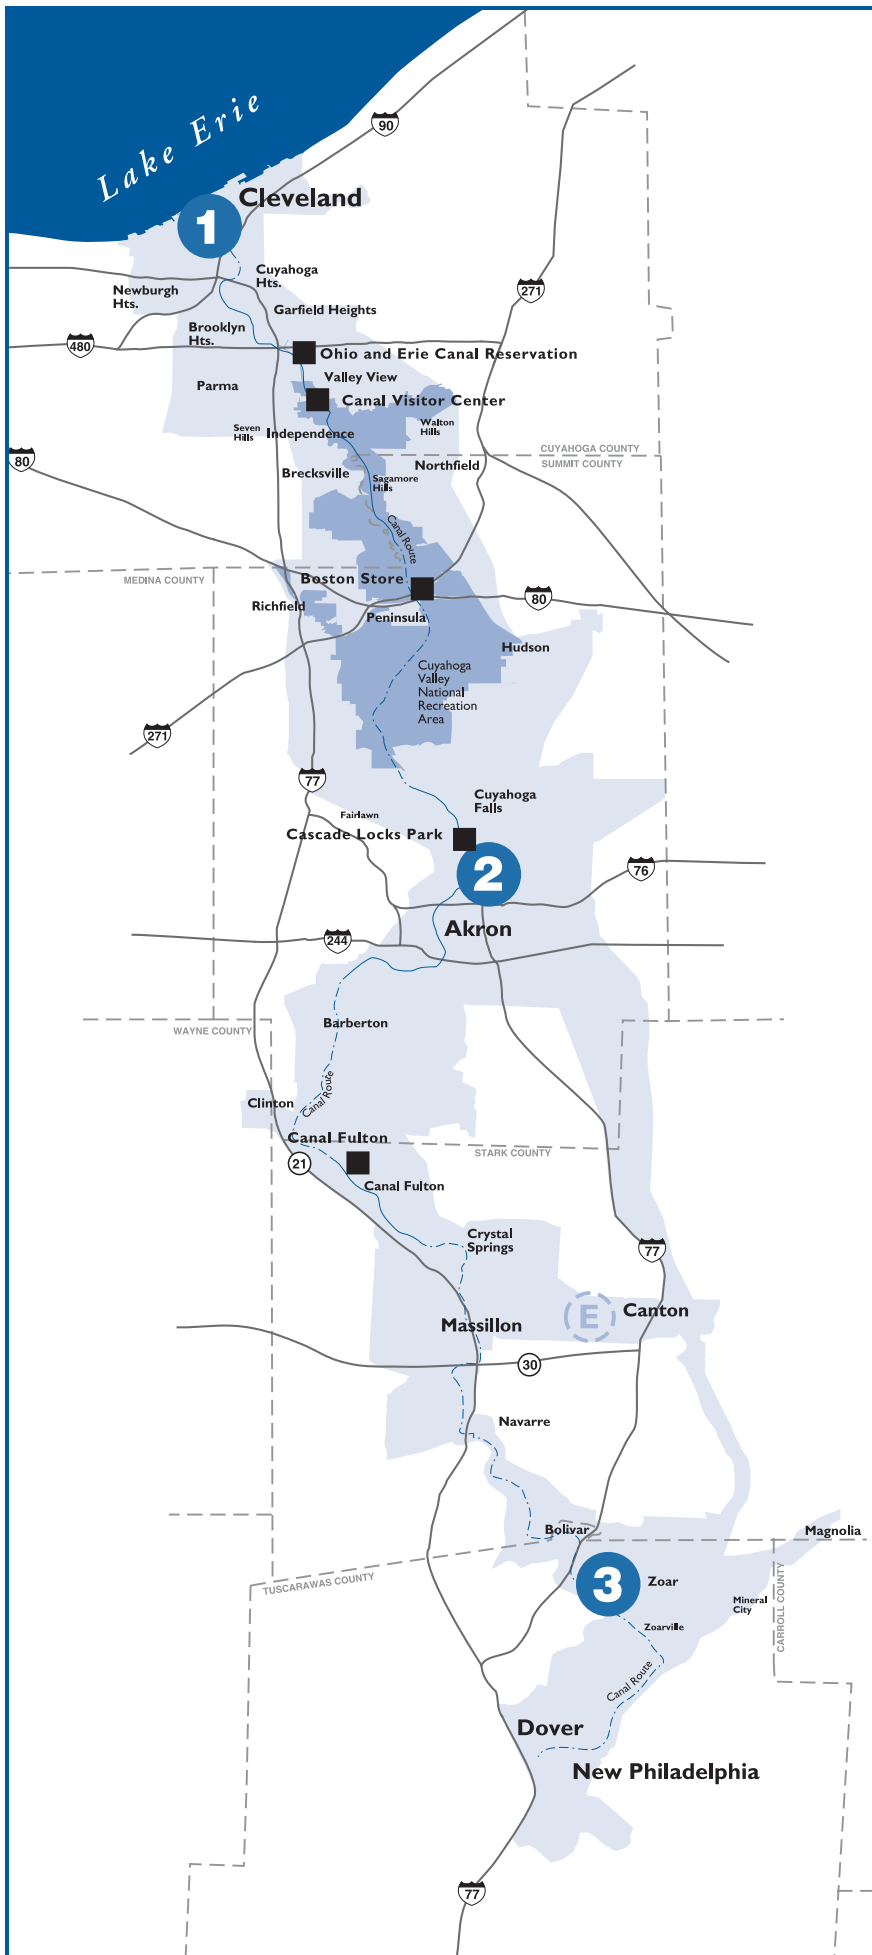 Lake Erie
90
Cleveland
1
Cuyahoga
Hts.
271
Newburgh
Hts.
Garfield Heights
Brooklyn
Hts.
480
Ohio and Erie Canal Reservation
Valley View
Parma
Canal Visitor Center
Seven
Hills
Independence
Walton
Hills
CUYAHOGA COUNTY
SUMMIT COUNTY
80
Brecksville
Northfield
Sagamore
Hills
Canal Route
MEDINA COUNTY
Boston Store
80
Richfield
Peninsula
Hudson
Cuyahoga
Valley
National
Recreation
Area
271
77
Cuyahoga
Falls
Fairlawn
Cascade Locks Park
2
76
Akron
244
Barberton
WAYNE COUNTY
Canal Route
Clinton
Canal Fulton
STARK COUNTY
21
Canal Fulton
Crystal
Springs
77
E
Canton
Massillon
30
Navarre
Bolivar
Magnolia
TUSCARAWAS COUNTY
3
Zoar
CARROLL COUNTY
Mineral
City
Zoarville
Canal Route
Dover
New Philadelphia
77